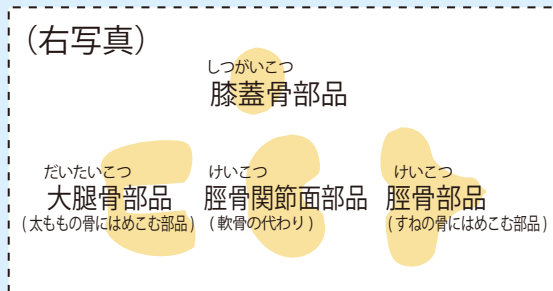 （右写真）
しつがいこつ
膝蓋骨部品
だいたいこつ
大腿骨部品
(太ももの骨にはめこむ部品)
けいこつ
脛骨関節面部品
(軟骨の代わり)
けいこつ
脛骨部品
(すねの骨にはめこむ部品)